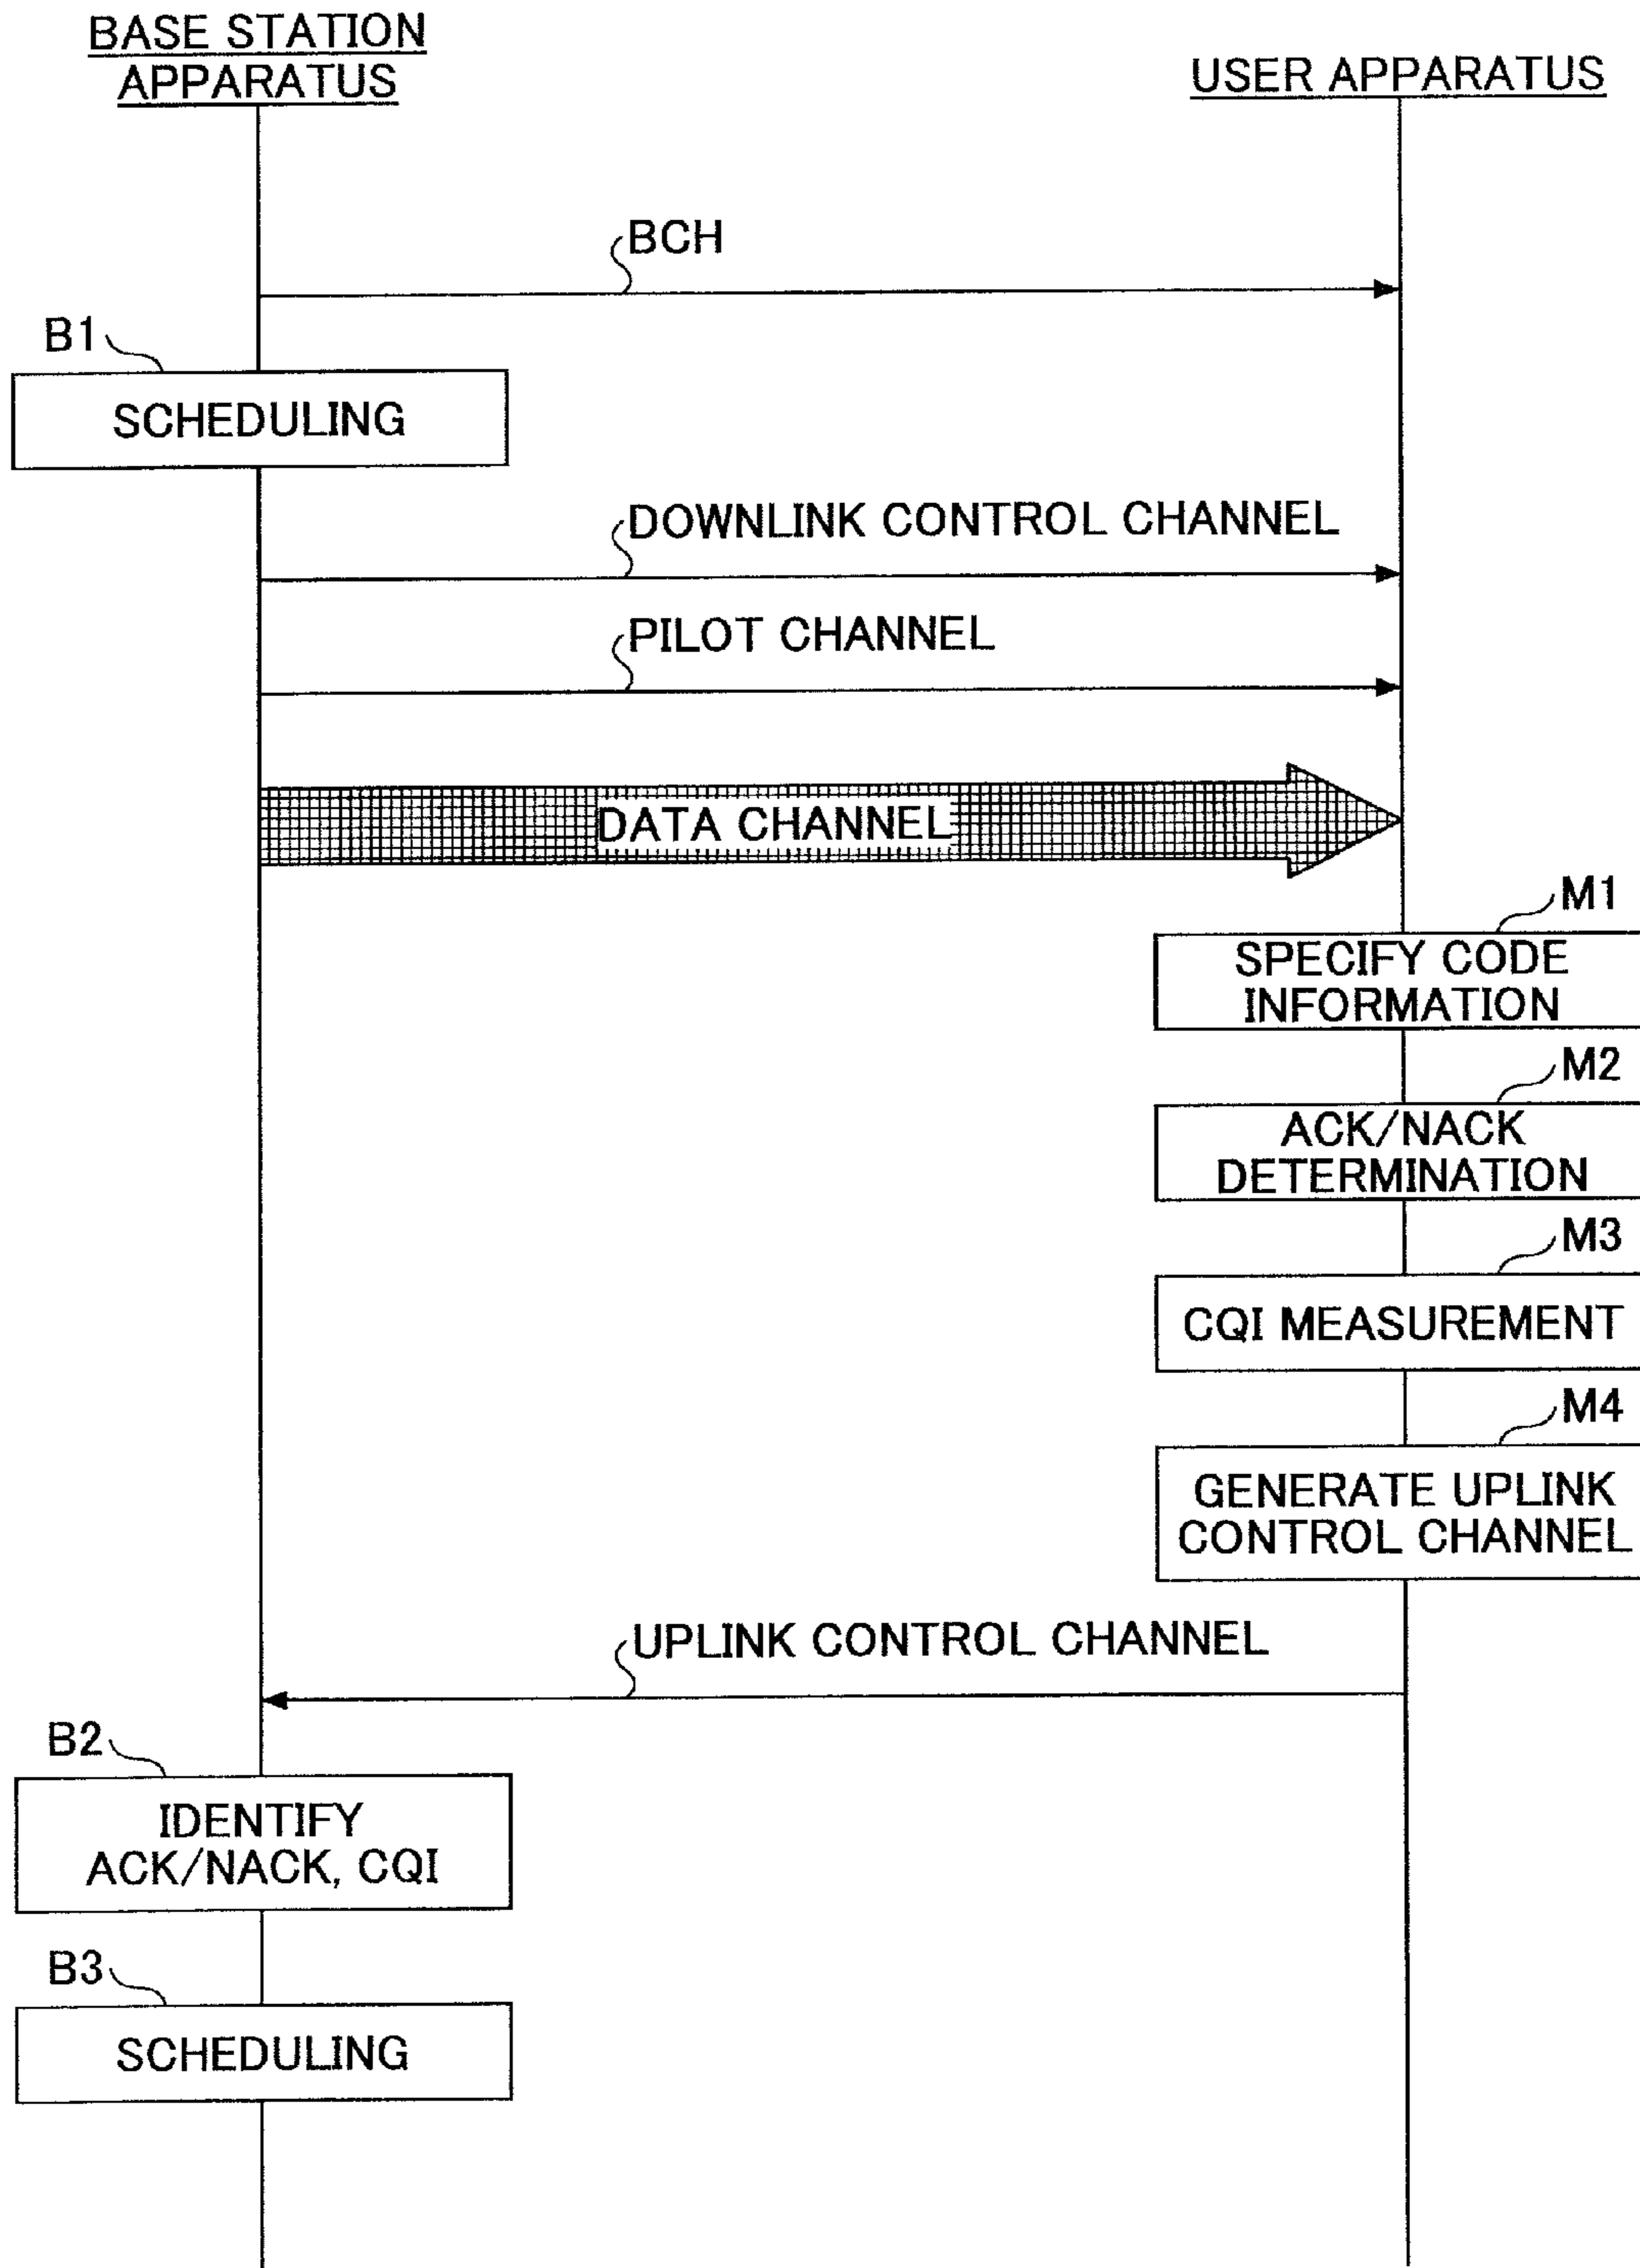 BASE STATION
APPARATUS
USER APPARATUS
BCH
B1
SCHEDULING
DOWNLINK CONTROL CHANNEL
PILOT CHANNEL
DATA CHANNEL
M1
SPECIFY CODE
INFORMATION
M2
ACK/NACK
DETERMINATION
M3
CQI MEASUREMENT
M4
GENERATE UPLINK
CONTROL CHANNEL
UPLINK CONTROL CHANNEL
B2
IDENTIFY
ACK/NACK, CQI
B3
SCHEDULING